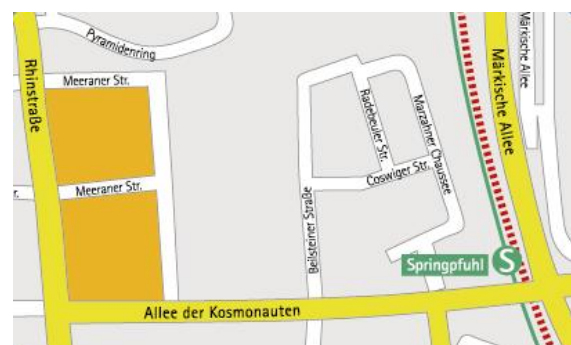 Pyramidenring
Rhinstraße
Meeraner Str.
Meeraner Str.
r.
Radebeuler Str.
Marzahner Chaussee
Coswiger Str.
Beilsteiner Straße
Märkische Allee
Märkische Allee
Springpfuhl S
Allee der Kosmonauten